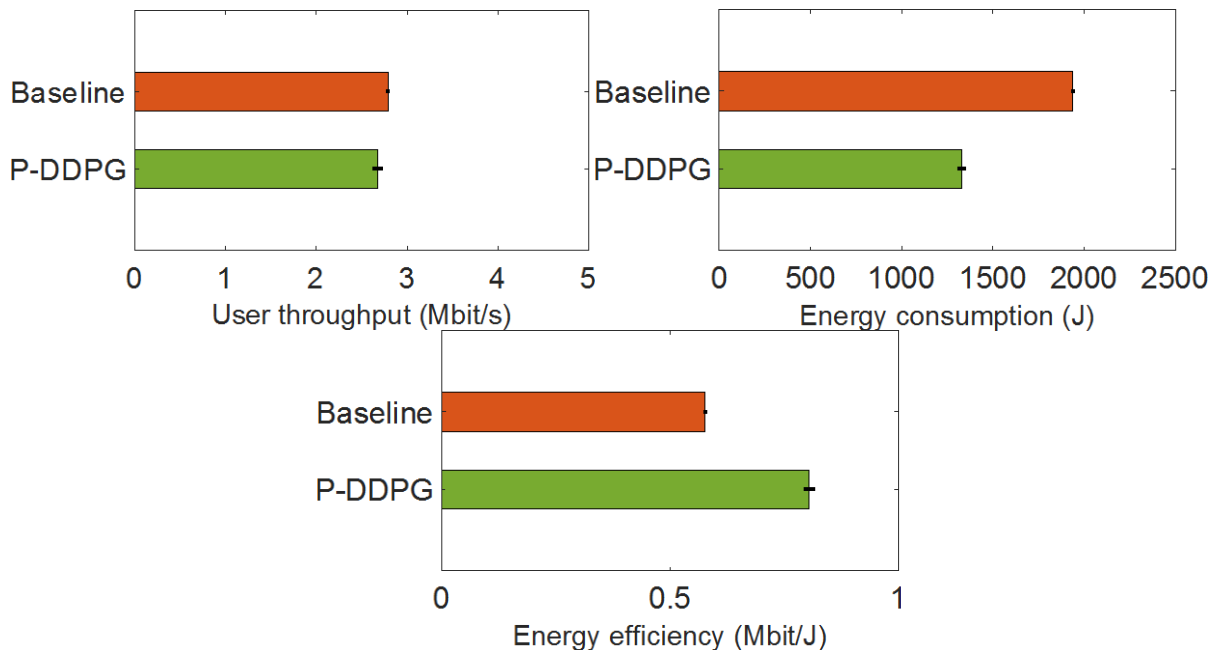 Baseline
P-DDPG
0 1 2 3 4 5
User throughput (Mbit/s)
Baseline
P-DDPG
0 500 1000 1500 2000 2500
Energy consumption (J)
Baseline
P-DDPG
0 0.5 1
Energy efficiency (Mbit/J)